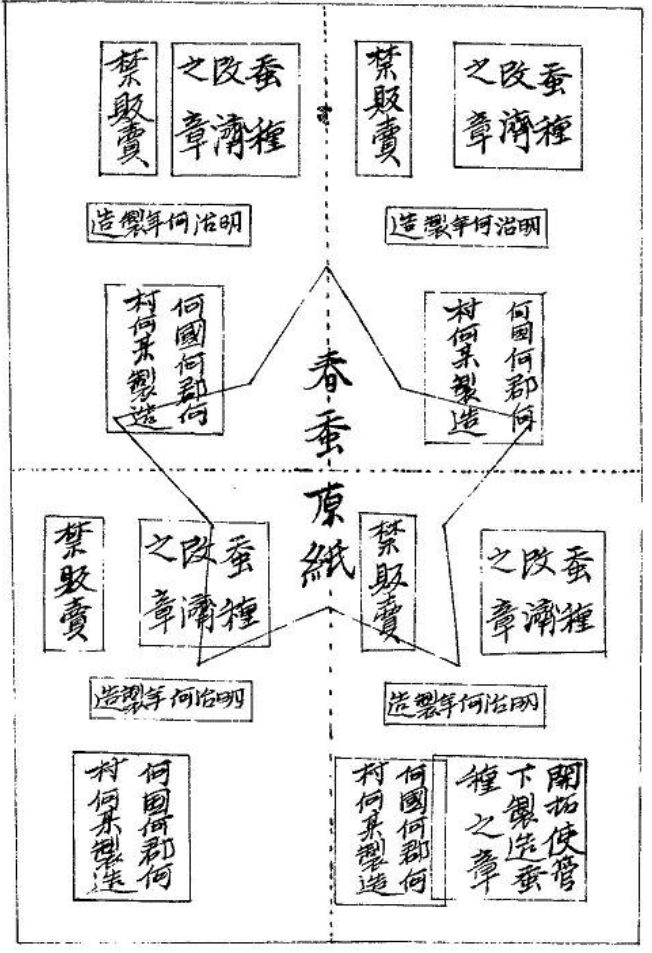 蚕種
改濟
之章
禁販賣
明治何年製造
何国何郡何
村何某製造
蚕種
改濟
之章
禁販賣
明治何年製造
何國何郡何
村何某製造
春蚕原紙
蚕種
改濟
之章
禁販賣
明治何年製造
開拓使管
下製造蚕
種之章
何國何郡何
村何某製造
蚕種
改濟
之章
禁販賣
明治何年製造
何国何郡何
村何某製造